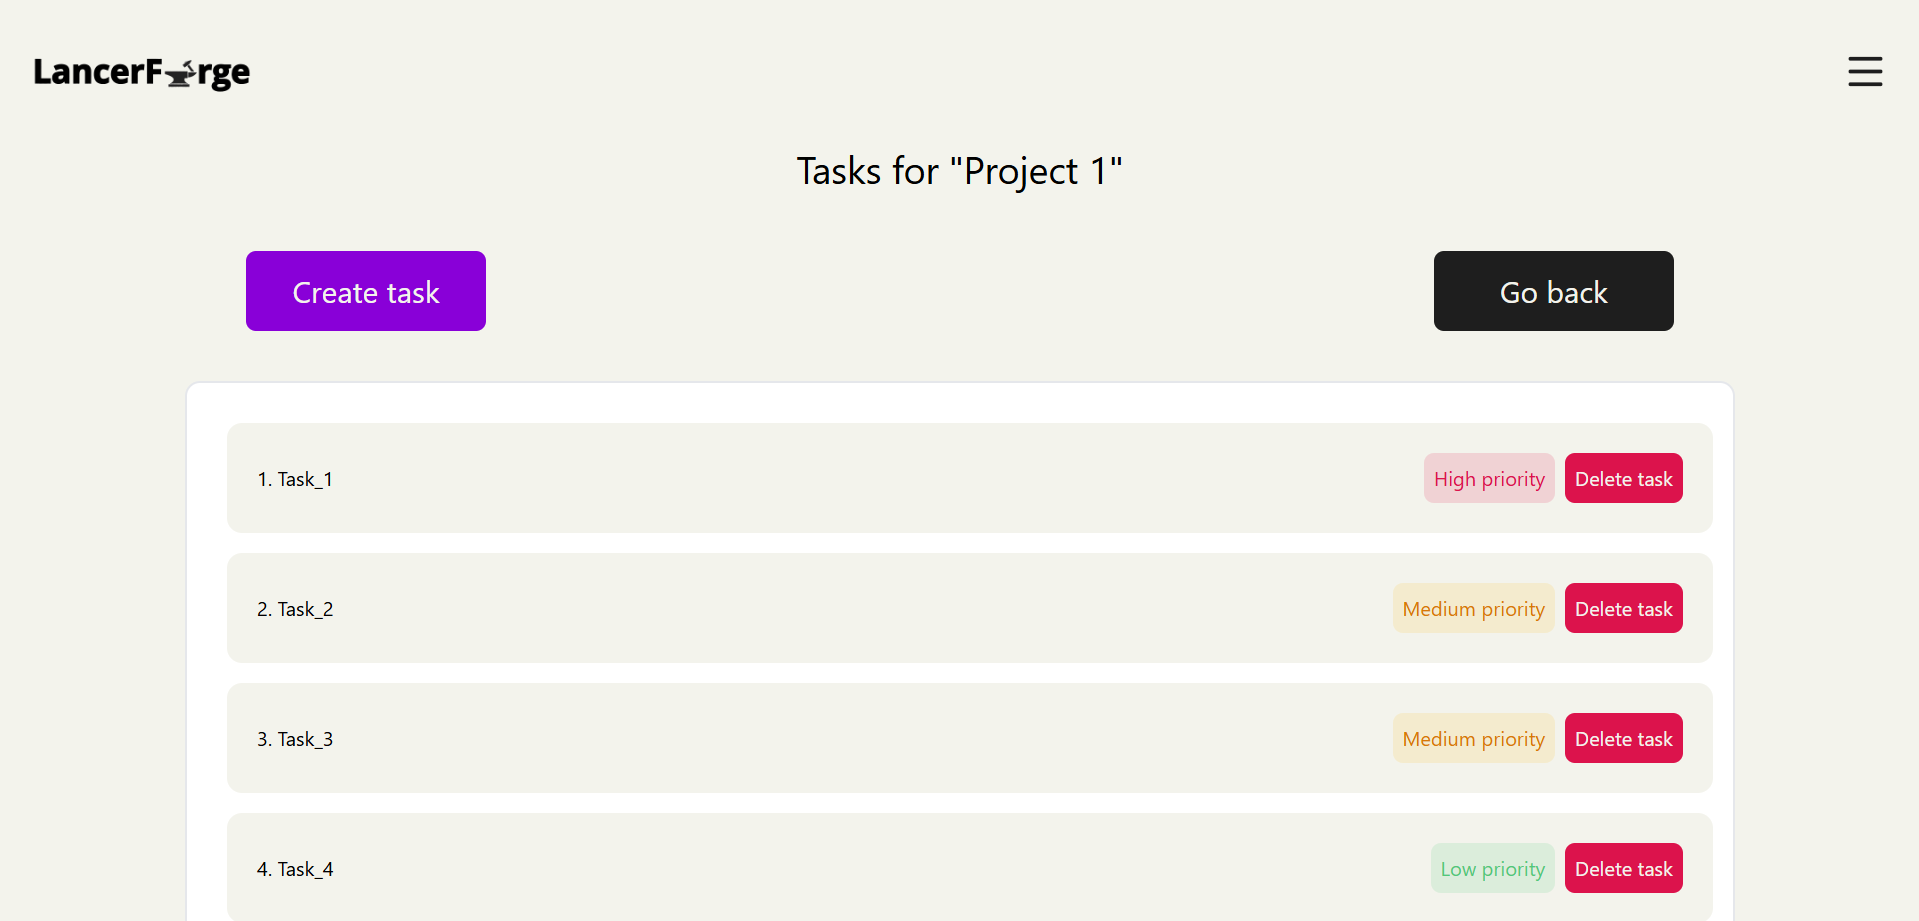 LancerForge
Tasks for "Project 1"
Create task
Go back
1. Task_1
High priority
Delete task
2. Task_2
Medium priority
Delete task
3. Task_3
Medium priority
Delete task
4. Task_4
Low priority
Delete task